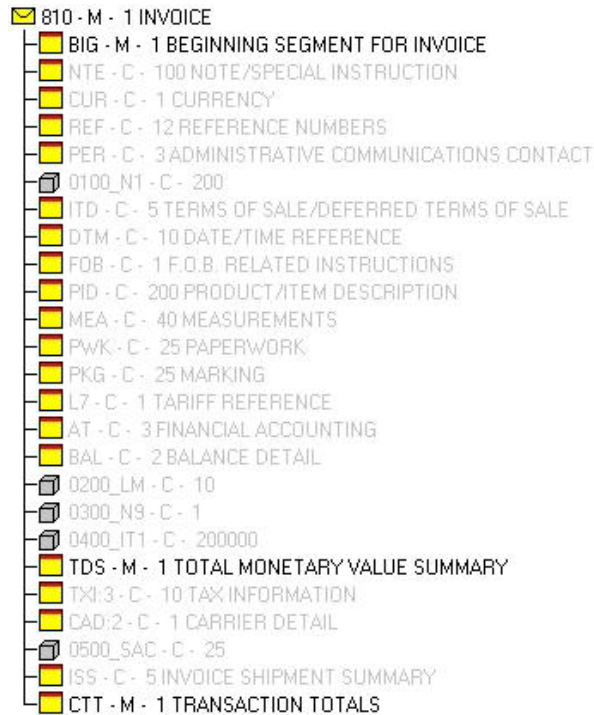 810 - M - 1 INVOICE
BIG - M - 1 BEGINNING SEGMENT FOR INVOICE
NTE - C - 100 NOTE/SPECIAL INSTRUCTION
CUR - C - 1 CURRENCY
REF - C - 12 REFERENCE NUMBERS
PER - C - 3 ADMINISTRATIVE COMMUNICATIONS CONTACT
0100_N1 - C - 200
ITD - C - 5 TERMS OF SALE/DEFERRED TERMS OF SALE
DTM - C - 10 DATE/TIME REFERENCE
FOB - C - 1 F.O.B. RELATED INSTRUCTIONS
PID - C - 200 PRODUCT/ITEM DESCRIPTION
MEA - C - 40 MEASUREMENTS
PWK - C - 25 PAPERWORK
PKG - C - 25 MARKING
L7 - C - 1 TARIFF REFERENCE
AT - C - 3 FINANCIAL ACCOUNTING
BAL - C - 2 BALANCE DETAIL
0200_LM - C - 10
0300_N9 - C - 1
0400_IT1 - C - 200000
TDS - M - 1 TOTAL MONETARY VALUE SUMMARY
TXI:3 - C - 10 TAX INFORMATION
CAD:2 - C - 1 CARRIER DETAIL
0500_SAC - C - 25
ISS - C - 5 INVOICE SHIPMENT SUMMARY
CTT - M - 1 TRANSACTION TOTALS